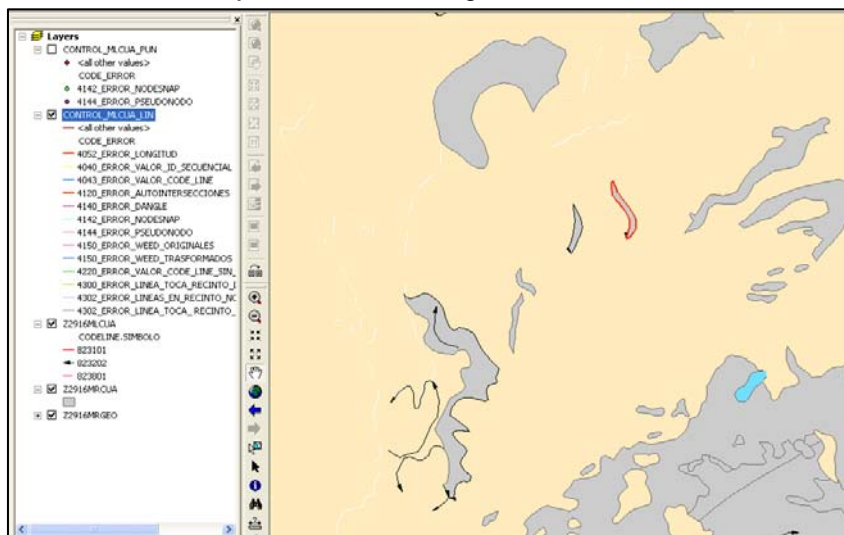 Layers
CONTROL_MLCUA_PUN
<all other values>
CODE_ERROR
4142_ERROR_NODESNAP
4144_ERROR_PSEUDONODO
CONTROL_MLCUA_LIN
<all other values>
CODE_ERROR
4052_ERROR_LONGITUD
4040_ERROR_VALOR_ID_SECUENCIAL
4043_ERROR_VALOR_CODE_LINE
4120_ERROR_AUTOINTERSECCIONES
4140_ERROR_DANGLE
4142_ERROR_NODESNAP
4144_ERROR_PSEUDONODO
4150_ERROR_WEED_ORIGINALES
4150_ERROR_WEED_TRASFORMADOS
4220_ERROR_VALOR_CODE_LINE_SIN_
4300_ERROR_LINEA_TOCA_RECINTO_
4302_ERROR_LINEAS_EN_RECINTO_NC
4302_ERROR_LINEA_TOCA_RECINTO_
Z2916MLCUA
CODELINE.SIMBOLO
823101
823202
823801
Z2916MRCUA
Z2916MRGEO